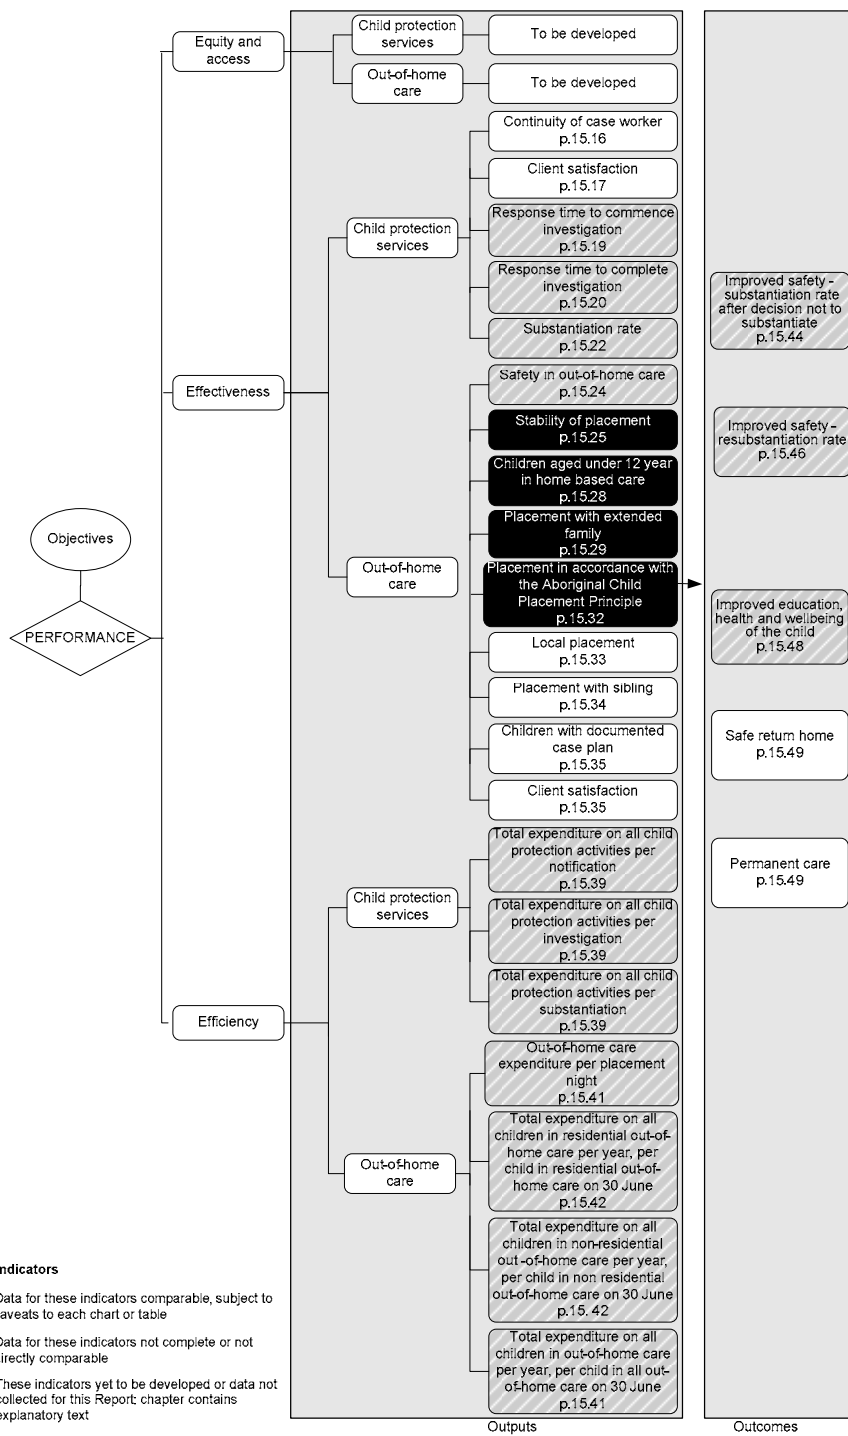 Equity and
access
Child protection
services
To be developed
Out-of-home
care
To be developed
Continuity of case worker
p.15.16
Client satisfaction
p.15.17
Child protection
services
Response time to commence
investigation
p.15.19
Response time to complete
investigation
p.15.20
Substantiation rate
p.15.22
Effectiveness
Safety in out-of-home care
p.15.24
Stability of placement
p.15.25
Children aged under 12 year
in home based care
p.15.28
Placement with extended
family
p.15.29
Out-of-home
care
Placement in accordance with
the Aboriginal Child
Placement Principle
p.15.32
Local placement
p.15.33
Placement with sibling
p.15.34
Children with documented
case plan
p.15.35
Client satisfaction
p.15.35
Objectives
PERFORMANCE
Total expenditure on all child
protection activities per
notification
p.15.39
Child protection
services
Total expenditure on all child
protection activities per
investigation
p.15.39
Total expenditure on all child
protection activities per
substantiation
p.15.39
Efficiency
Out-of-home care
expenditure per placement
night
p.15.41
Out-of-home
care
Total expenditure on all
children in residential out-of-
home care per year, per
child in residential out-of-
home care on 30 June
p.15.42
Total expenditure on all
children in non-residential
out -of-home care per year,
per child in non residential
out-of-home care on 30 June
p.15. 42
Total expenditure on all
children in out-of-home care
per year, per child in all out-
of-home care on 30 June
p.15.41
Outputs
Improved safety -
substantiation rate
after decision not to
substantiate
p.15.44
Improved safety -
resubstantiation rate
p.15.46
Improved education,
health and wellbeing
of the child
p.15.48
Safe return home
p.15.49
Permanent care
p.15.49
Outcomes
ndicators
Data for these indicators comparable, subject to
aveats to each chart or table
Data for these indicators not complete or not
irectly comparable
These indicators yet to be developed or data not
collected for this Report: chapter contains
explanatory text